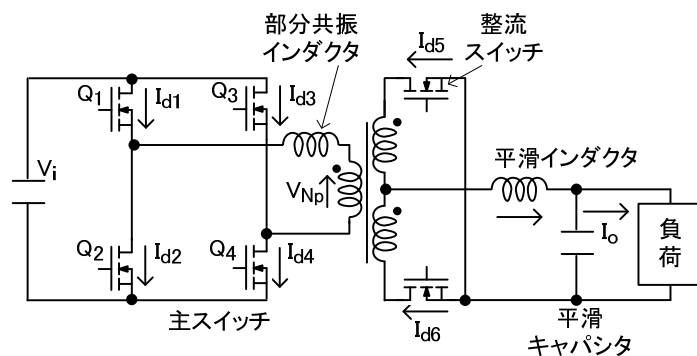 部分共振
インダクタ
整流
スイッチ
Id5
Q1
Id1
Q3
Id3
Vi
VNp
平滑インダクタ
Q2
Id2
Q4
Id4
Io
負荷
主スイッチ
Id6
平滑
キャパシタ